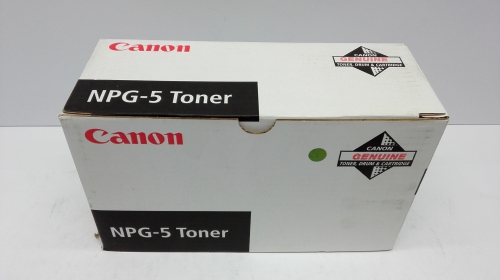 Canon
CANON
GENUINE
TONER, DRUM & CARTRIDGE
NPG-5 Toner
Canon
CANON
GENUINE
TONER, DRUM & CARTRIDGE
NPG-5 Toner